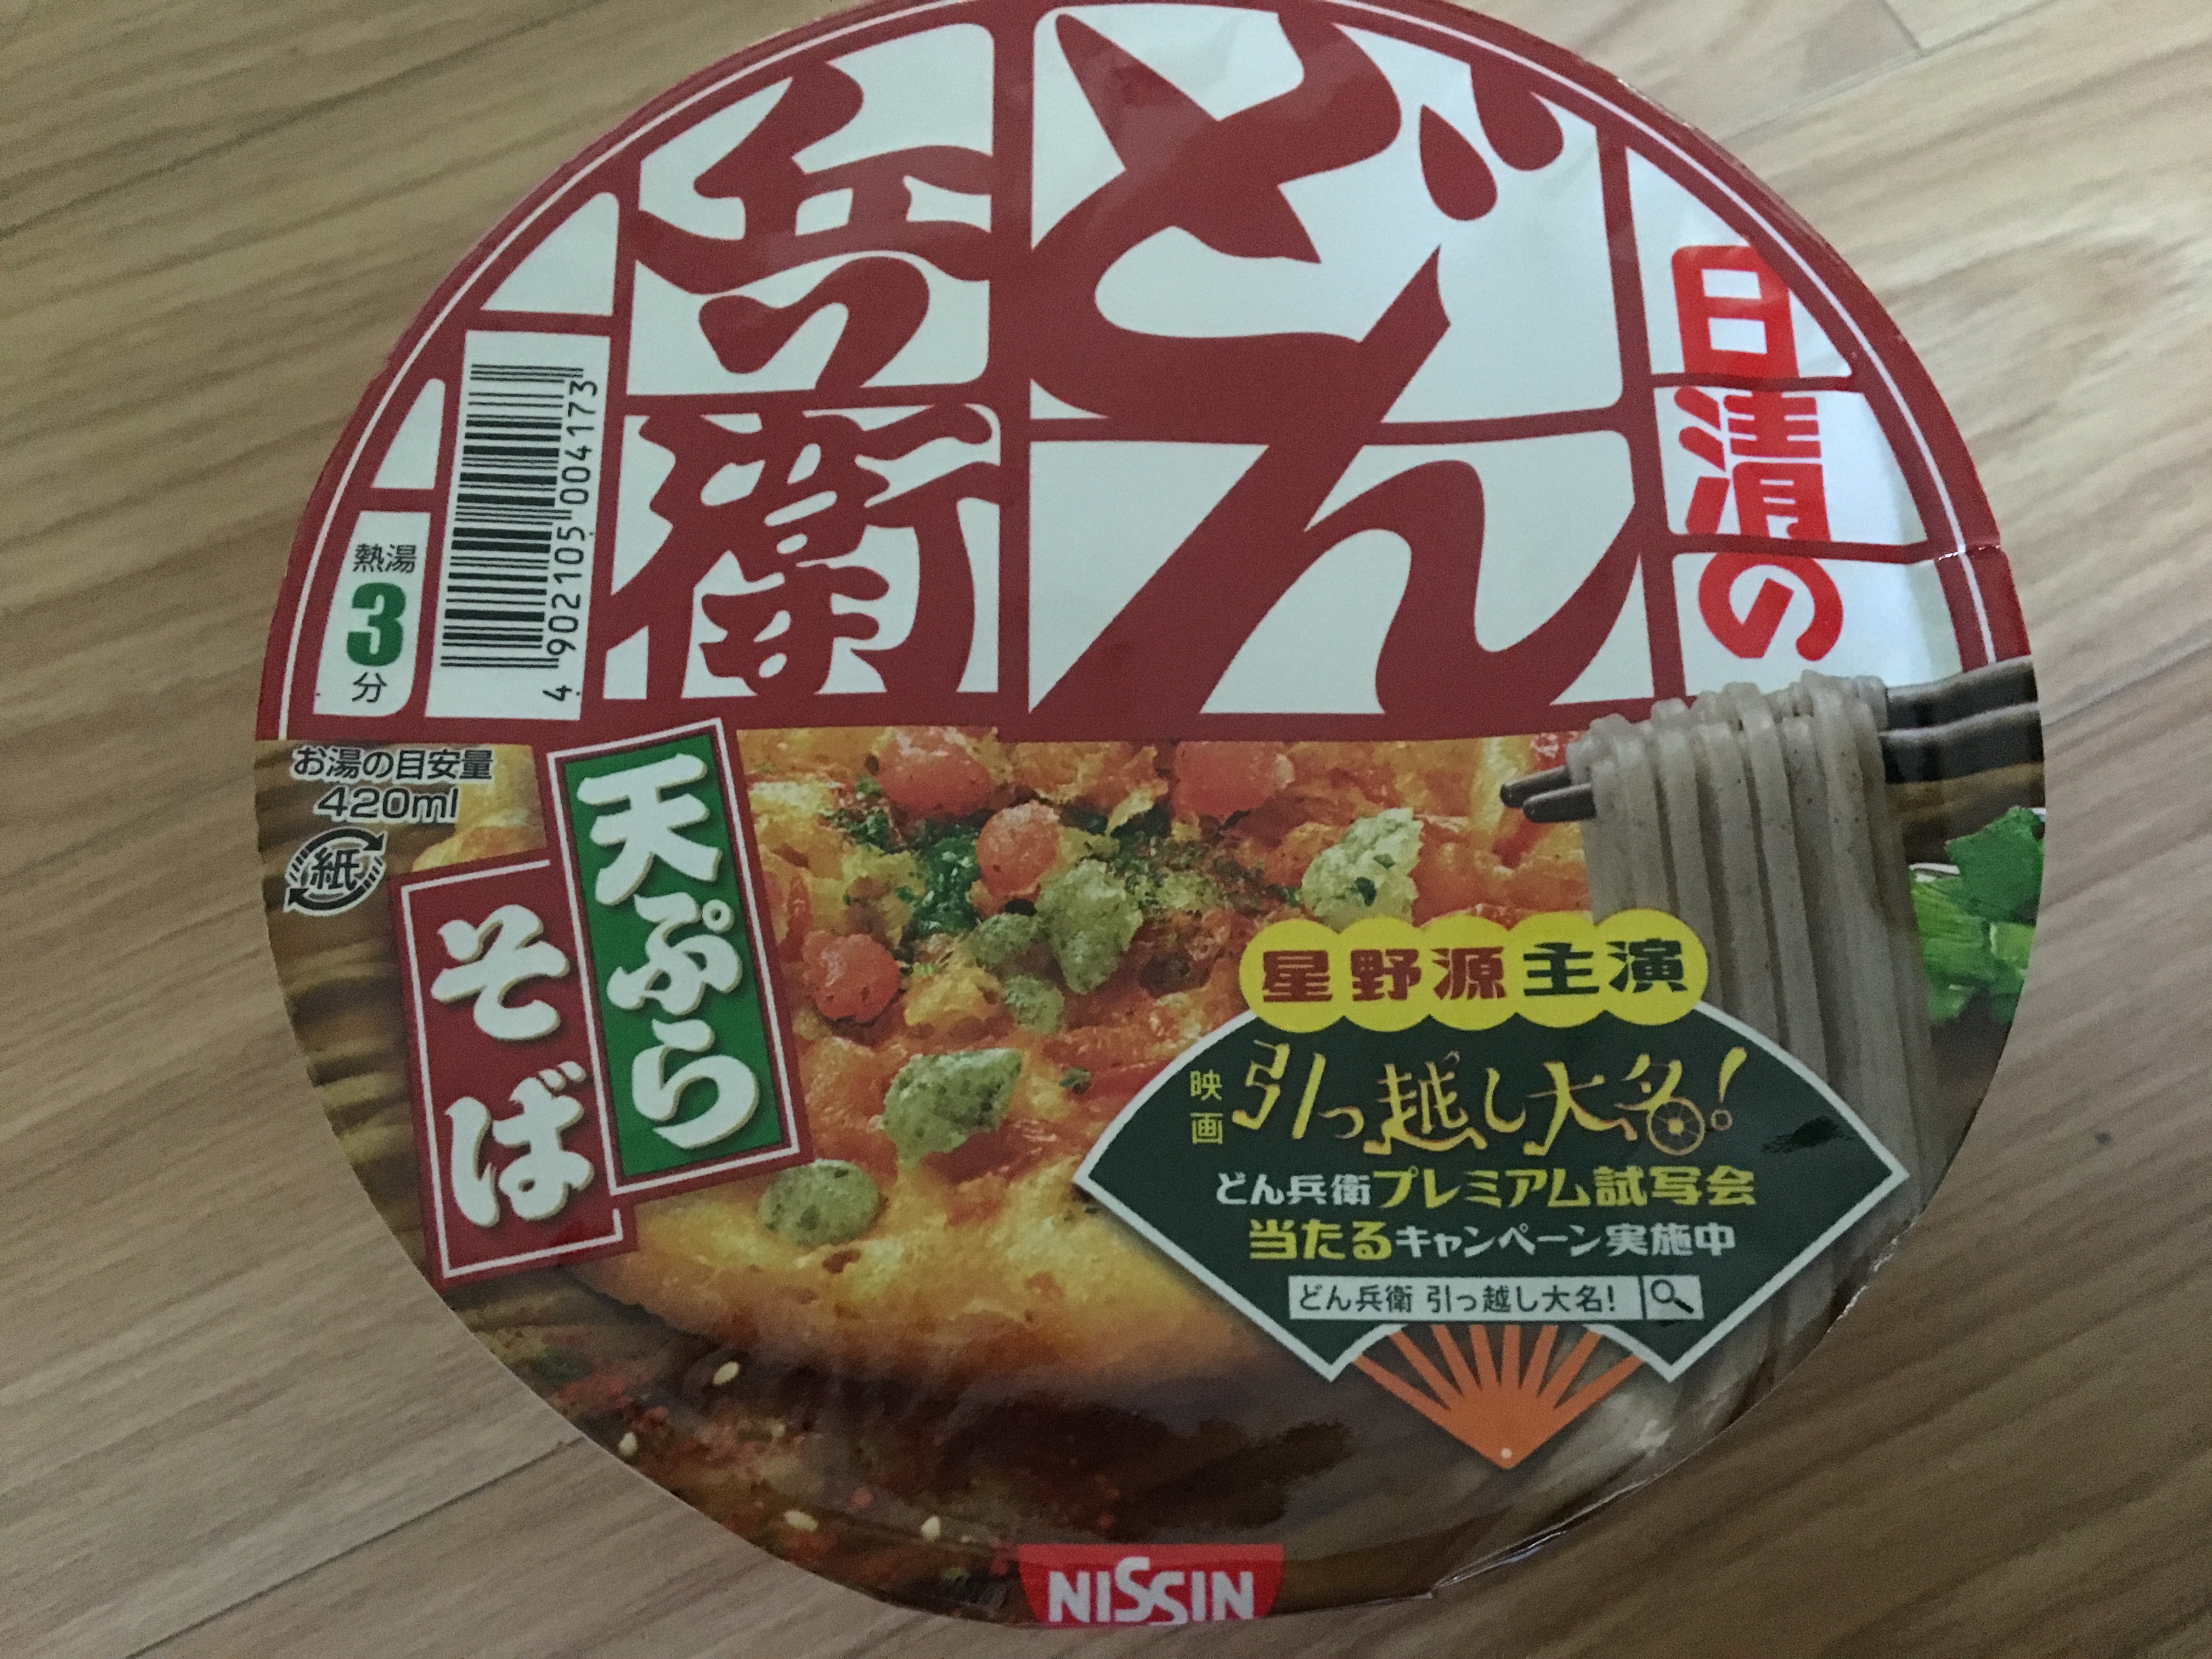 日清の
どん
兵衛
4 902105 004173
熱湯
3
分
お湯の目安量
420ml
紙
天ぷら
そば
星野源主演
映画
引っ越し大名!
どん兵衛プレミアム試写会
当たるキャンペーン実施中
どん兵衛 引っ越し大名!
NISSIN